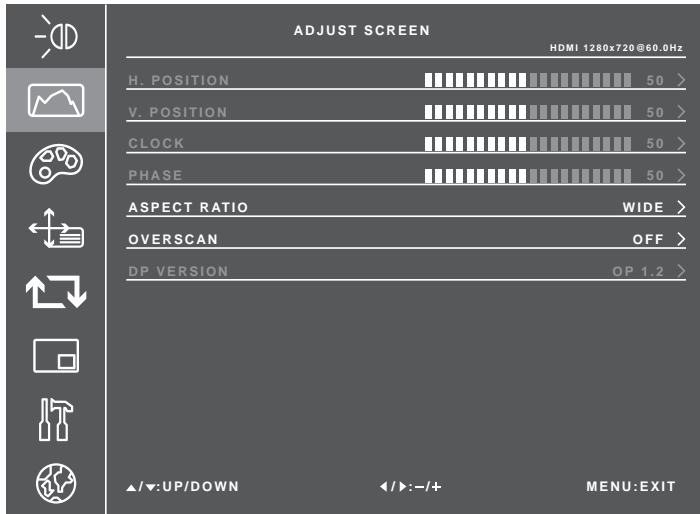 ADJUST SCREEN
HDMI 1280x720@60.0Hz
H. POSITION 50
V. POSITION 50
CLOCK 50
PHASE 50
ASPECT RATIO WIDE
OVERSCAN OFF
DP VERSION OP 1.2
▲/▼:UP/DOWN ◀/▶:−/+ MENU:EXIT